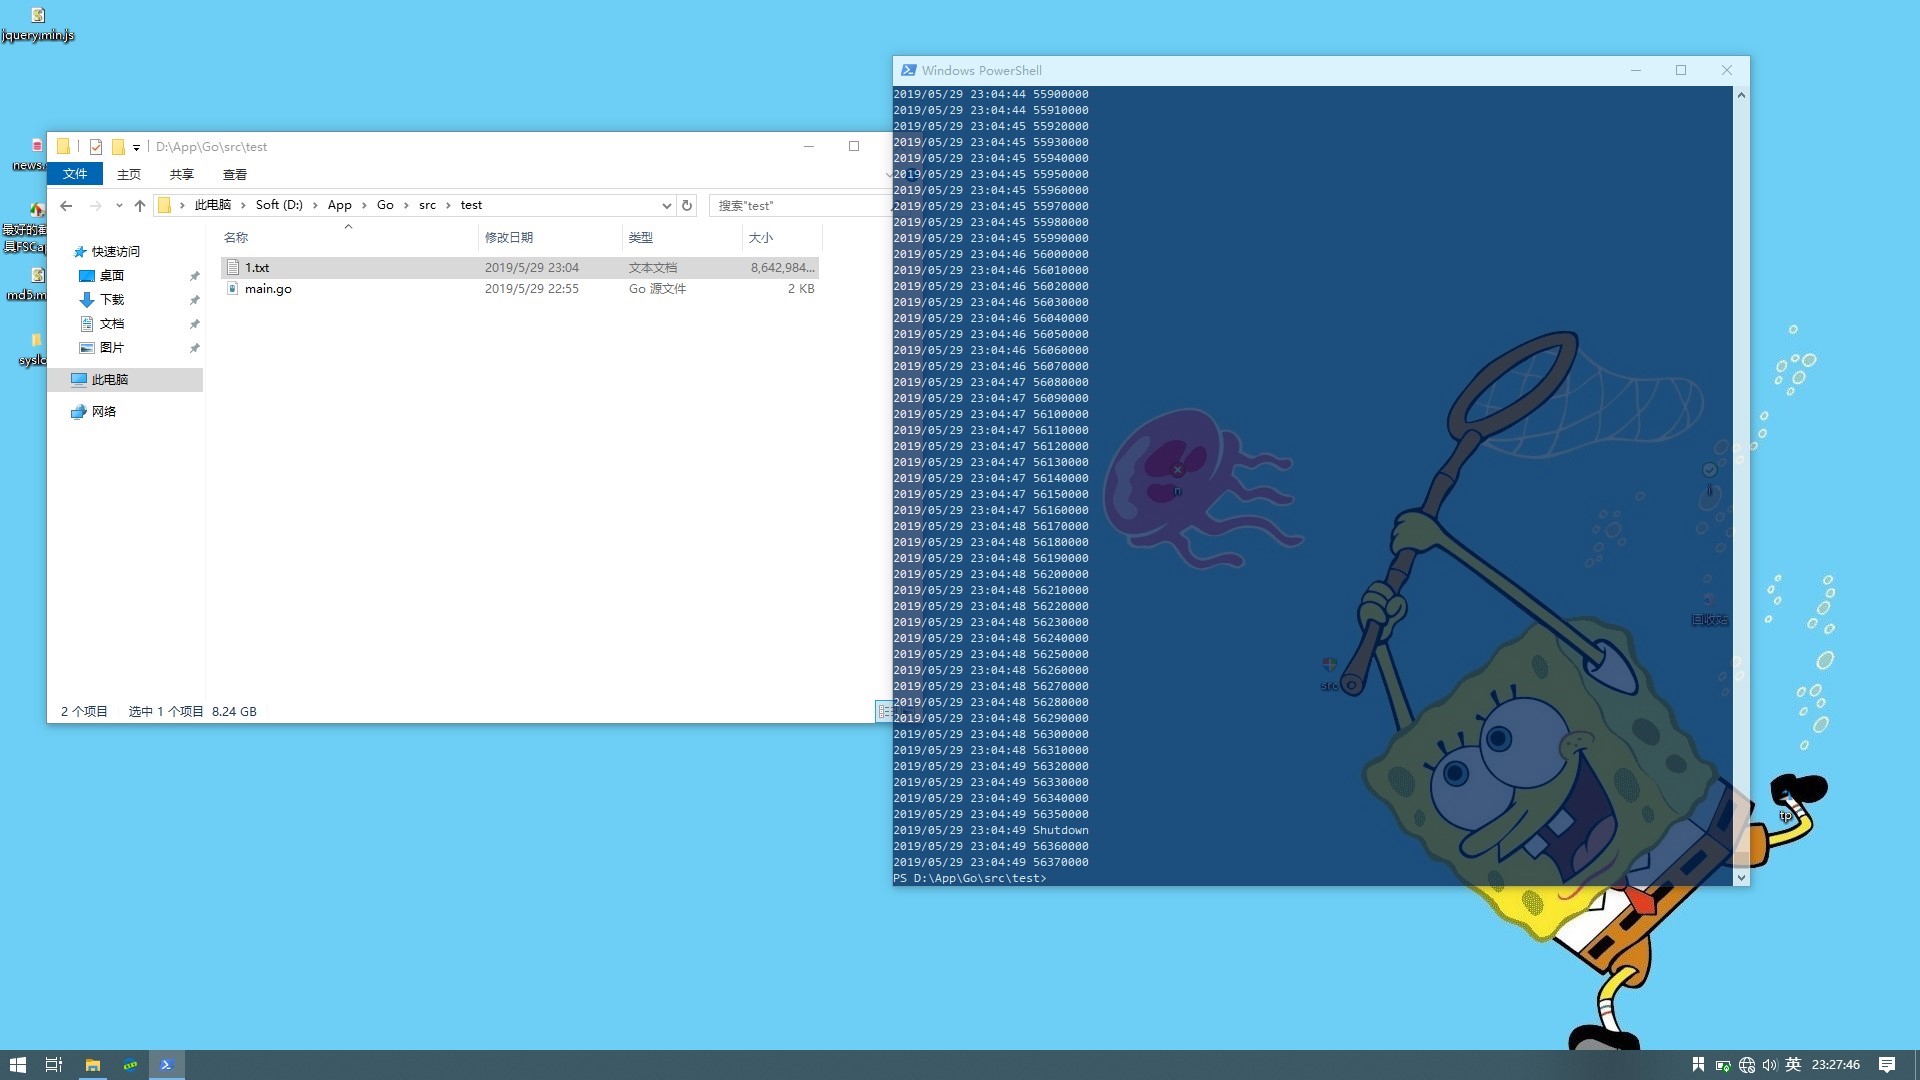 jquery.min.js
news.
最好的
具FSCap
md5.m
syslo
D:\App\Go\src\test
文件 主页 共享 查看
此电脑 Soft (D:) App Go src test
搜索"test"
名称 修改日期 类型 大小
1.txt 2019/5/29 23:04 文本文档 8,642,984...
main.go 2019/5/29 22:55 Go 源文件 2 KB
快速访问
桌面
下载
文档
图片
此电脑
网络
2 个项目 选中 1 个项目 8.24 GB
Windows PowerShell
2019/05/29 23:04:44 55900000
2019/05/29 23:04:44 55910000
2019/05/29 23:04:45 55920000
2019/05/29 23:04:45 55930000
2019/05/29 23:04:45 55940000
2019/05/29 23:04:45 55950000
2019/05/29 23:04:45 55960000
2019/05/29 23:04:45 55970000
2019/05/29 23:04:45 55980000
2019/05/29 23:04:45 55990000
2019/05/29 23:04:46 56000000
2019/05/29 23:04:46 56010000
2019/05/29 23:04:46 56020000
2019/05/29 23:04:46 56030000
2019/05/29 23:04:46 56040000
2019/05/29 23:04:46 56050000
2019/05/29 23:04:46 56060000
2019/05/29 23:04:46 56070000
2019/05/29 23:04:47 56080000
2019/05/29 23:04:47 56090000
2019/05/29 23:04:47 56100000
2019/05/29 23:04:47 56110000
2019/05/29 23:04:47 56120000
2019/05/29 23:04:47 56130000
2019/05/29 23:04:47 56140000
2019/05/29 23:04:47 56150000
2019/05/29 23:04:47 56160000
2019/05/29 23:04:48 56170000
2019/05/29 23:04:48 56180000
2019/05/29 23:04:48 56190000
2019/05/29 23:04:48 56200000
2019/05/29 23:04:48 56210000
2019/05/29 23:04:48 56220000
2019/05/29 23:04:48 56230000
2019/05/29 23:04:48 56240000
2019/05/29 23:04:48 56250000
2019/05/29 23:04:48 56260000
2019/05/29 23:04:48 56270000
2019/05/29 23:04:48 56280000
2019/05/29 23:04:48 56290000
2019/05/29 23:04:48 56300000
2019/05/29 23:04:48 56310000
2019/05/29 23:04:49 56320000
2019/05/29 23:04:49 56330000
2019/05/29 23:04:49 56340000
2019/05/29 23:04:49 56350000
2019/05/29 23:04:49 Shutdown
2019/05/29 23:04:49 56360000
2019/05/29 23:04:49 56370000
PS D:\App\Go\src\test>
n
j
回收站
src
tp
英 23:27:46